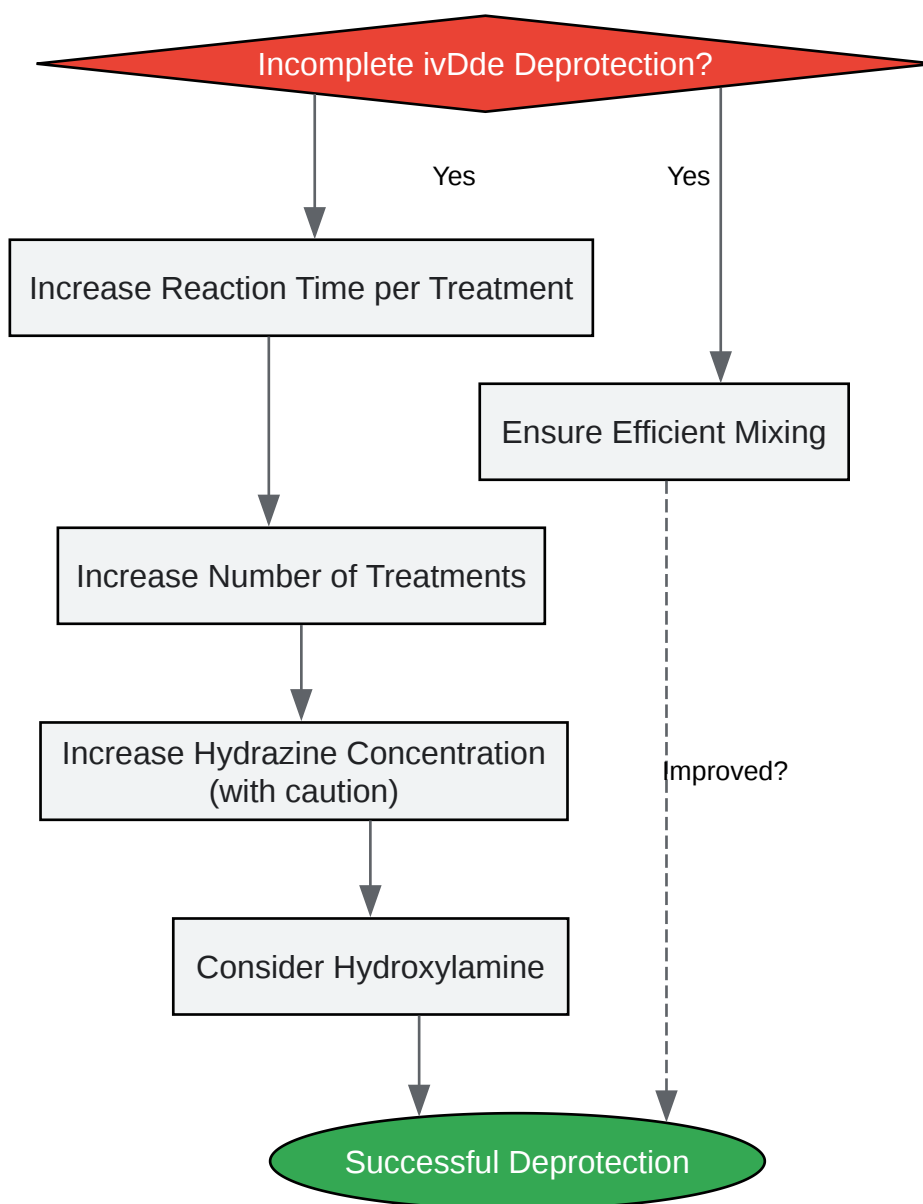 Incomplete ivDde Deprotection?
Yes
Yes
Increase Reaction Time per Treatment
Ensure Efficient Mixing
Increase Number of Treatments
Increase Hydrazine Concentration
(with caution)
Improved?
Consider Hydroxylamine
Successful Deprotection